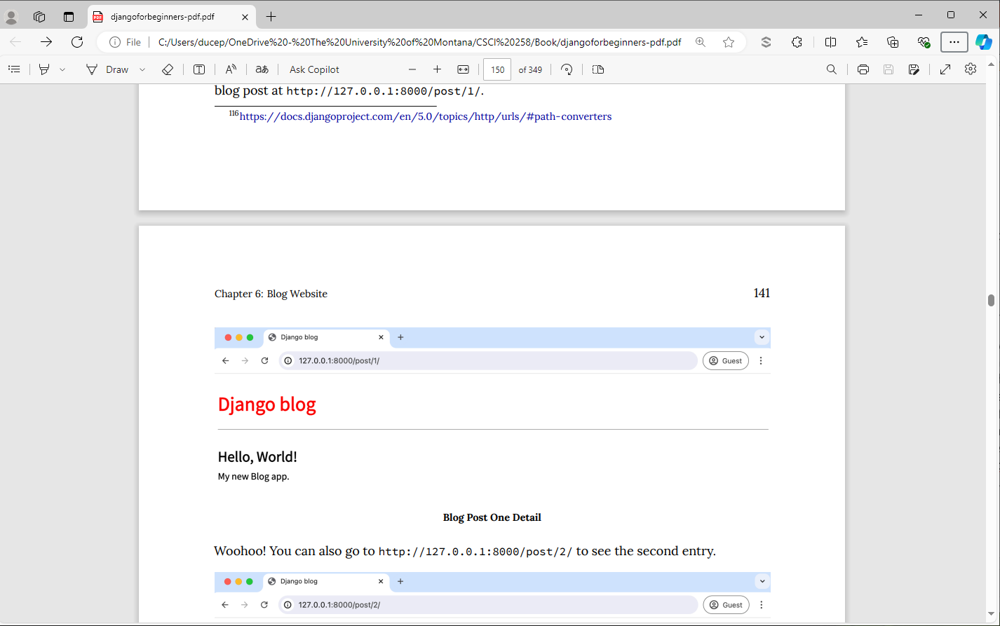 djangoforbeginners-pdf.pdf
File
C:/Users/ducep/OneDrive%20-%20The%20University%20of%20Montana/CSCI%20258/Book/djangoforbeginners-pdf.pdf
Draw
Ask Copilot
150 of 349
blog post at http://127.0.0.1:8000/post/1/.
116https://docs.djangoproject.com/en/5.0/topics/http/urls/#path-converters
Chapter 6: Blog Website 141
Django blog
127.0.0.1:8000/post/1/ Guest
Django blog
Hello, World!
My new Blog app.
Blog Post One Detail
Woohoo! You can also go to http://127.0.0.1:8000/post/2/ to see the second entry.
Django blog
127.0.0.1:8000/post/2/ Guest